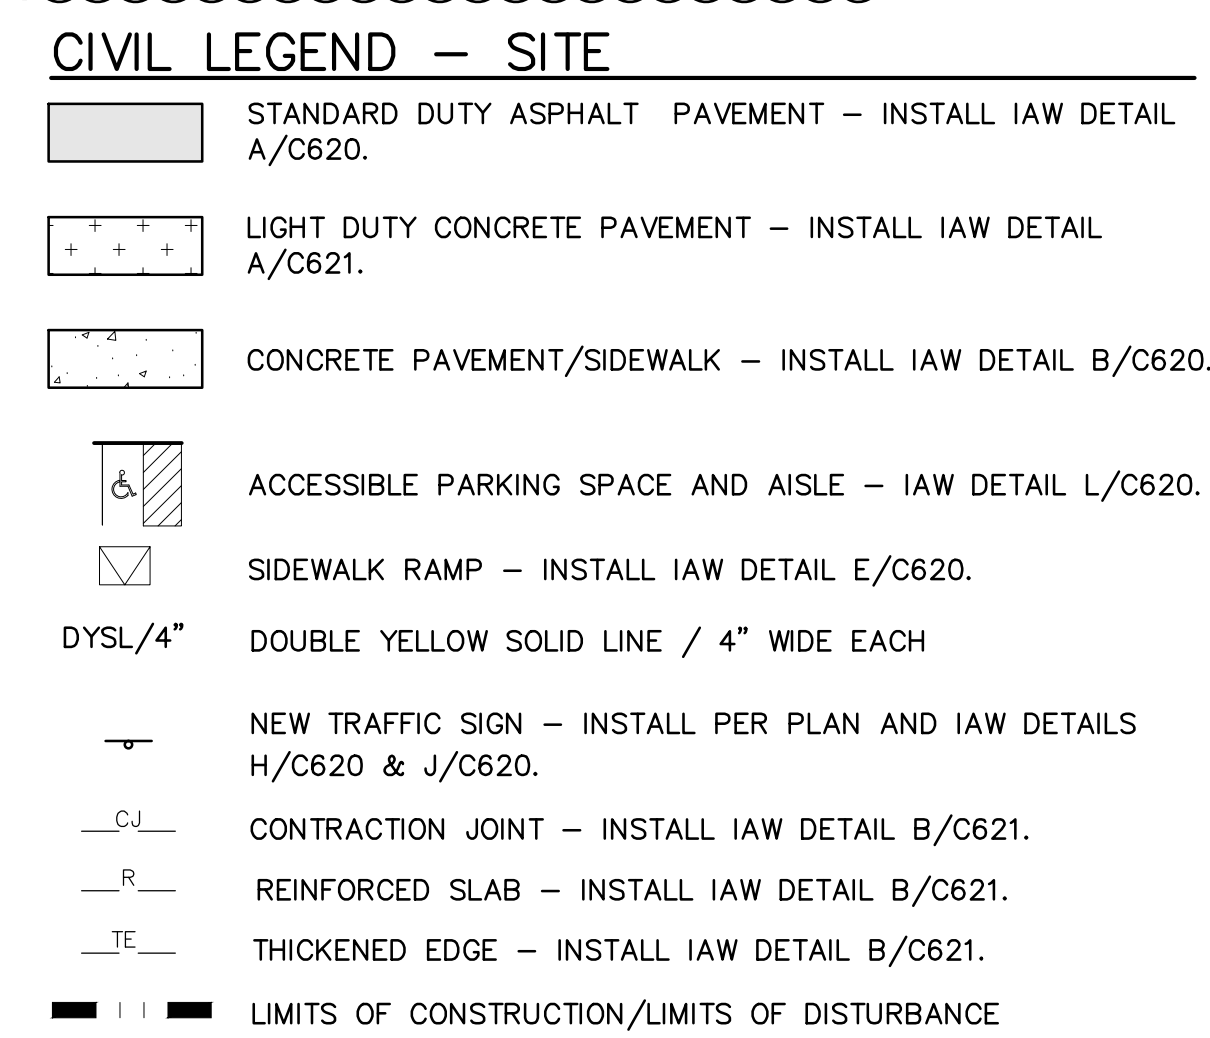 CIVIL LEGEND – SITE
STANDARD DUTY ASPHALT PAVEMENT – INSTALL IAW DETAIL
A/C620.
LIGHT DUTY CONCRETE PAVEMENT – INSTALL IAW DETAIL
A/C621.
CONCRETE PAVEMENT/SIDEWALK – INSTALL IAW DETAIL B/C620.
ACCESSIBLE PARKING SPACE AND AISLE – IAW DETAIL L/C620.
SIDEWALK RAMP – INSTALL IAW DETAIL E/C620.
DYSL/4” DOUBLE YELLOW SOLID LINE / 4” WIDE EACH
NEW TRAFFIC SIGN – INSTALL PER PLAN AND IAW DETAILS
H/C620 & J/C620.
CJ CONTRACTION JOINT – INSTALL IAW DETAIL B/C621.
R REINFORCED SLAB – INSTALL IAW DETAIL B/C621.
TE THICKENED EDGE – INSTALL IAW DETAIL B/C621.
LIMITS OF CONSTRUCTION/LIMITS OF DISTURBANCE